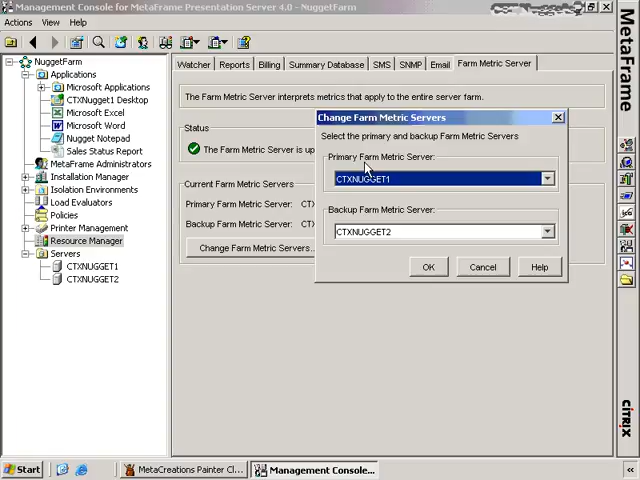 Management Console for MetaFrame Presentation Server 4.0 - NuggetFarm
Actions View Help
NuggetFarm
Applications
Microsoft Applications
CTXNugget1 Desktop
Microsoft Excel
Microsoft Word
Nugget Notepad
Sales Status Report
MetaFrame Administrators
Installation Manager
Isolation Environments
Load Evaluators
Policies
Printer Management
Resource Manager
Servers
CTXNUGGET1
CTXNUGGET2
Watcher Reports Billing Summary Database SMS SNMP Email Farm Metric Server
The Farm Metric Server interprets metrics that apply to the entire server farm.
Status
The Farm Metric Server is up
Current Farm Metric Servers
Primary Farm Metric Server: CTX
Backup Farm Metric Server: CTX
Change Farm Metric Servers...
Change Farm Metric Servers
Select the primary and backup Farm Metric Servers
Primary Farm Metric Server:
CTXNUGGET1
Backup Farm Metric Server:
CTXNUGGET2
OK Cancel Help
MetaFrame
CITRIX
Start
MetaCreations Painter Cl...
Management Console...